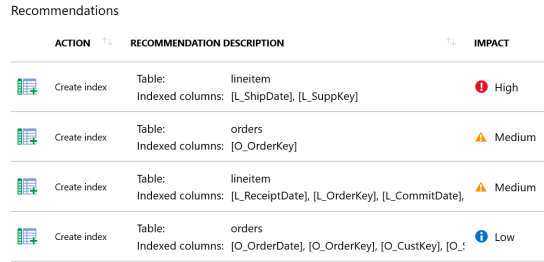 Recommendations
ACTION ↑↓ RECOMMENDATION DESCRIPTION ↑↓ IMPACT
Create index Table: lineitem
Indexed columns: [L_ShipDate], [L_SuppKey]
High
Create index Table: orders
Indexed columns: [O_OrderKey]
Medium
Create index Table: lineitem
Indexed columns: [L_ReceiptDate], [L_OrderKey], [L_CommitDate],
Medium
Create index Table: orders
Indexed columns: [O_OrderDate], [O_OrderKey], [O_CustKey],
Low